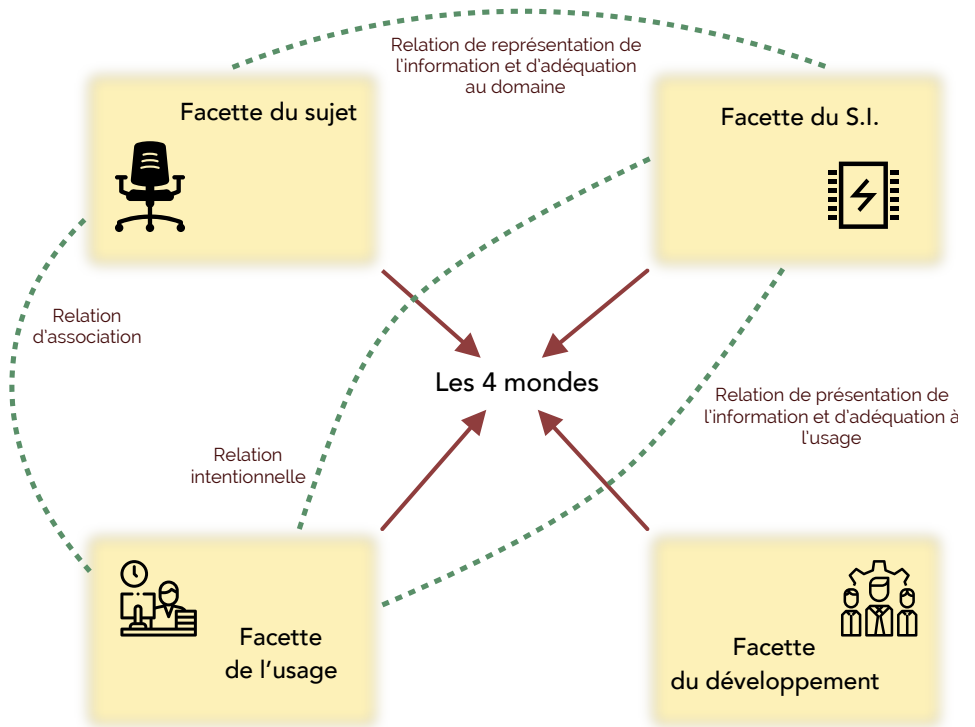 Relation de représentation de
l'information et d'adéquation
au domaine
Facette du sujet
Facette du S.I.
Relation
d'association
Les 4 mondes
Relation de présentation de
l'information et d'adéquation à
l'usage
Relation
intentionnelle
Facette
de l'usage
Facette
du développement